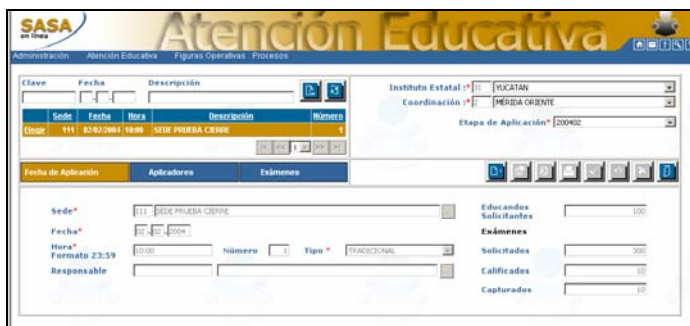 SASA
en línea
Atención Educativa
Administración Atención Educativa Figuras Operativas Procesos
Clave Fecha Descripción
Instituto Estatal :* 31 YUCATAN
Coordinación :* 2 MÉRIDA ORIENTE
Etapa de Aplicación* 200402
Sede Fecha Hora Descripción Número
Elegir 111 02/02/2004 10:00 SEDE PRUEBA CIERRE 1
|< << 1 >> >|
Fecha de Aplicación Aplicadores Exámenes
Sede* 111 SEDE PRUEBA CIERRE
Educandos Solicitantes 100
Fecha* 02 02 2004
Exámenes
Hora* Formato 23:59 10:00 Número 1 Tipo * TRADICIONAL
Solicitados 300
Responsable
Calificados 10
Capturados 10